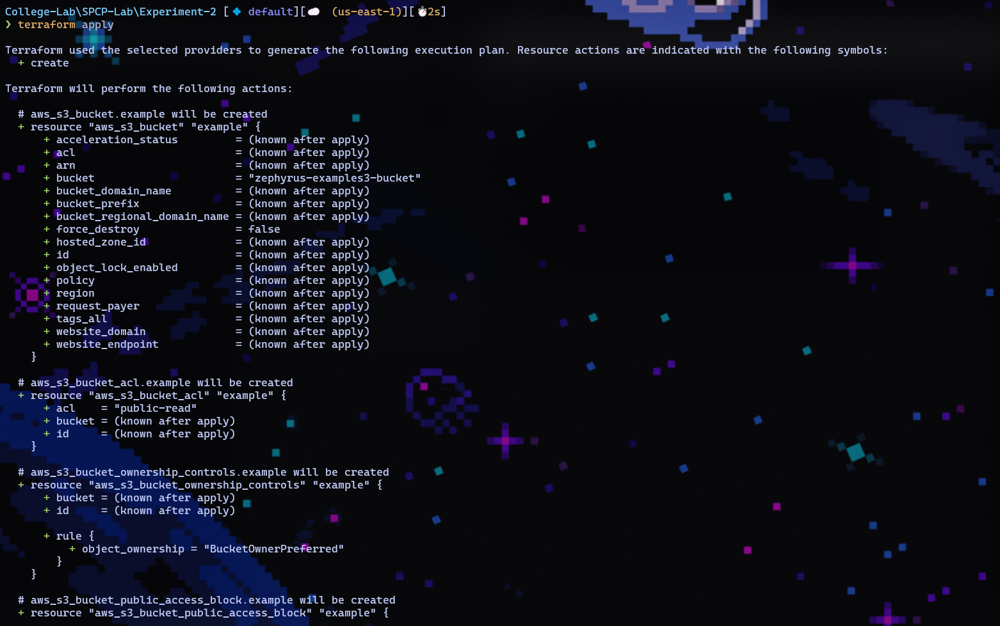 College-Lab\SPCP-Lab\Experiment-2 [ default][  (us-east-1)][2s]
❯ terraform apply
Terraform used the selected providers to generate the following execution plan. Resource actions are indicated with the following symbols:
+ create
Terraform will perform the following actions:
# aws_s3_bucket.example will be created
+ resource "aws_s3_bucket" "example" {
+ acceleration_status         = (known after apply)
+ acl                         = (known after apply)
+ arn                         = (known after apply)
+ bucket                      = "zephyrus-examples3-bucket"
+ bucket_domain_name          = (known after apply)
+ bucket_prefix               = (known after apply)
+ bucket_regional_domain_name = (known after apply)
+ force_destroy               = false
+ hosted_zone_id              = (known after apply)
+ id                          = (known after apply)
+ object_lock_enabled         = (known after apply)
+ policy                      = (known after apply)
+ region                      = (known after apply)
+ request_payer               = (known after apply)
+ tags_all                    = (known after apply)
+ website_domain              = (known after apply)
+ website_endpoint            = (known after apply)
}
# aws_s3_bucket_acl.example will be created
+ resource "aws_s3_bucket_acl" "example" {
+ acl    = "public-read"
+ bucket = (known after apply)
+ id     = (known after apply)
}
# aws_s3_bucket_ownership_controls.example will be created
+ resource "aws_s3_bucket_ownership_controls" "example" {
+ bucket = (known after apply)
+ id     = (known after apply)
+ rule {
+ object_ownership = "BucketOwnerPreferred"
}
}
# aws_s3_bucket_public_access_block.example will be created
+ resource "aws_s3_bucket_public_access_block" "example" {